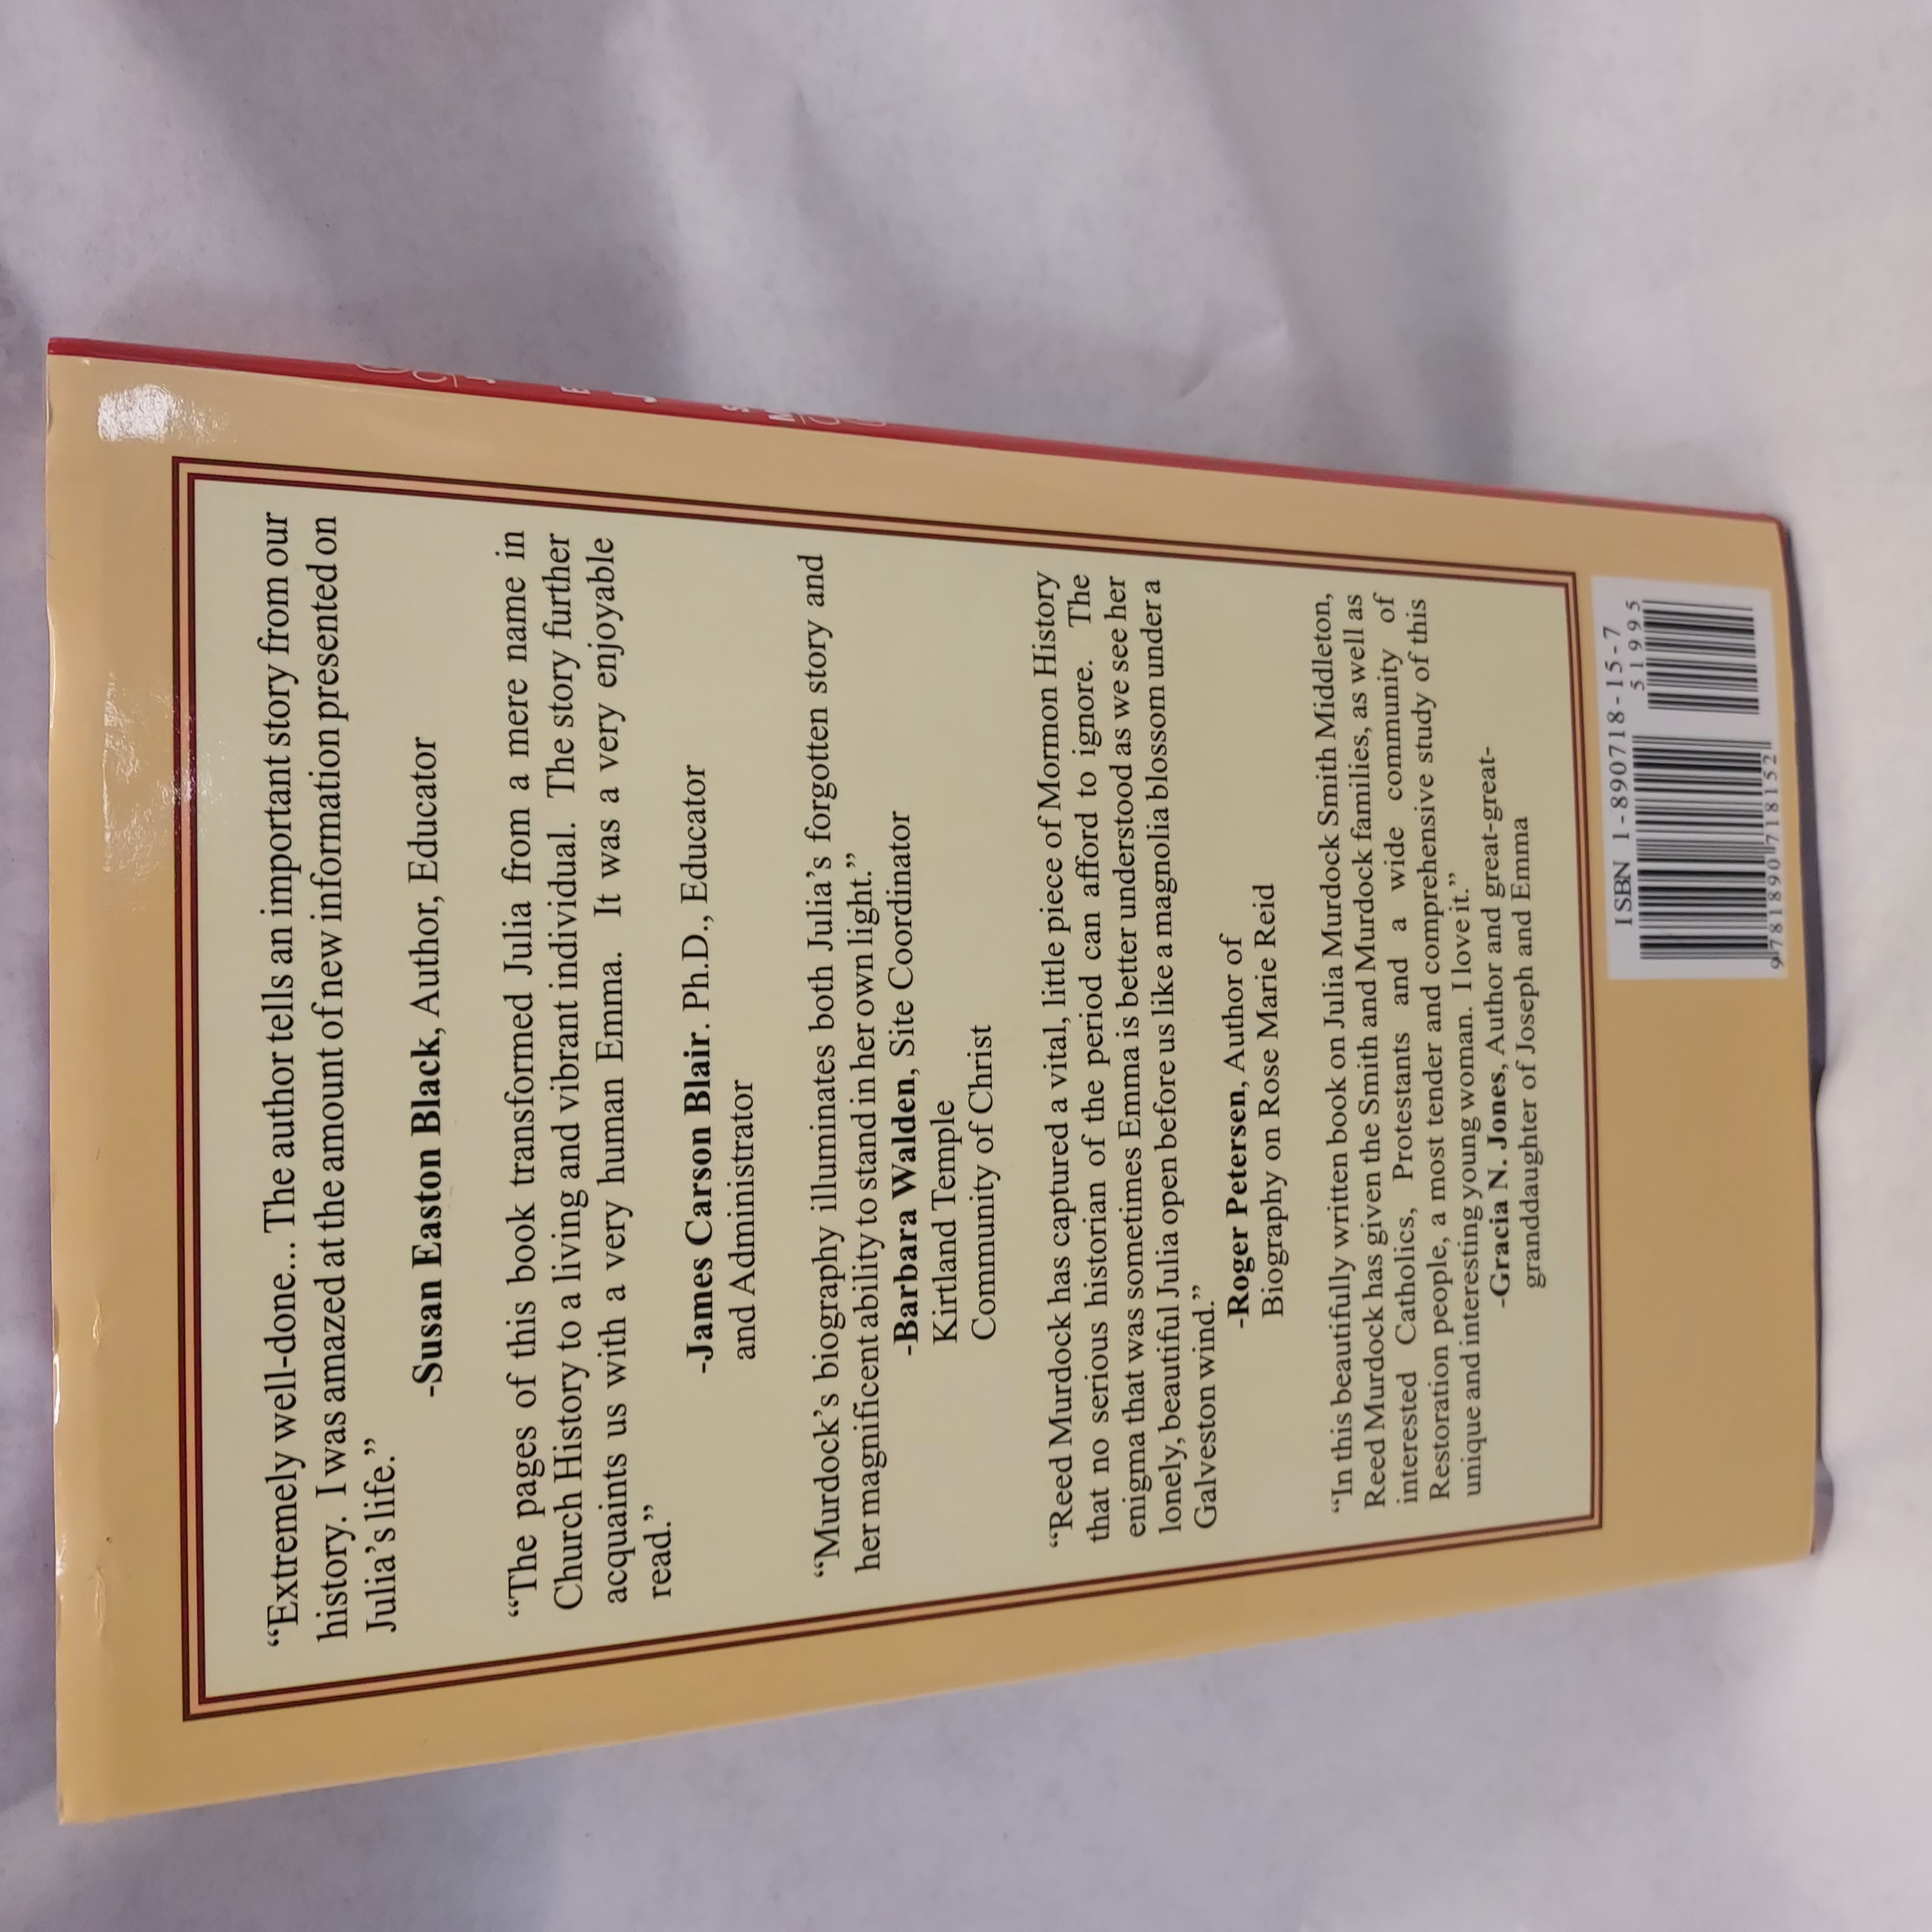 “Extremely well-done... The author tells an important story from our
history. I was amazed at the amount of new information presented on
Julia’s life.”
-Susan Easton Black, Author, Educator
“The pages of this book transformed Julia from a mere name in
Church History to a living and vibrant individual. The story further
acquaints us with a very human Emma. It was a very enjoyable
read.”
-James Carson Blair. Ph.D., Educator
and Administrator
“Murdock’s biography illuminates both Julia’s forgotten story and
her magnificent ability to stand in her own light.”
-Barbara Walden, Site Coordinator
Kirtland Temple
Community of Christ
“Reed Murdock has captured a vital, little piece of Mormon History
that no serious historian of the period can afford to ignore. The
enigma that was sometimes Emma is better understood as we see her
lonely, beautiful Julia open before us like a magnolia blossom under a
Galveston wind.”
-Roger Petersen, Author of
Biography on Rose Marie Reid
“In this beautifully written book on Julia Murdock Smith Middleton,
Reed Murdock has given the Smith and Murdock families, as well as
interested Catholics, Protestants and a wide community of
Restoration people, a most tender and comprehensive study of this
unique and interesting young woman. I love it.”
-Gracia N. Jones, Author and great-great-
granddaughter of Joseph and Emma
ISBN 1-890718-15-7
51995
9781890718152